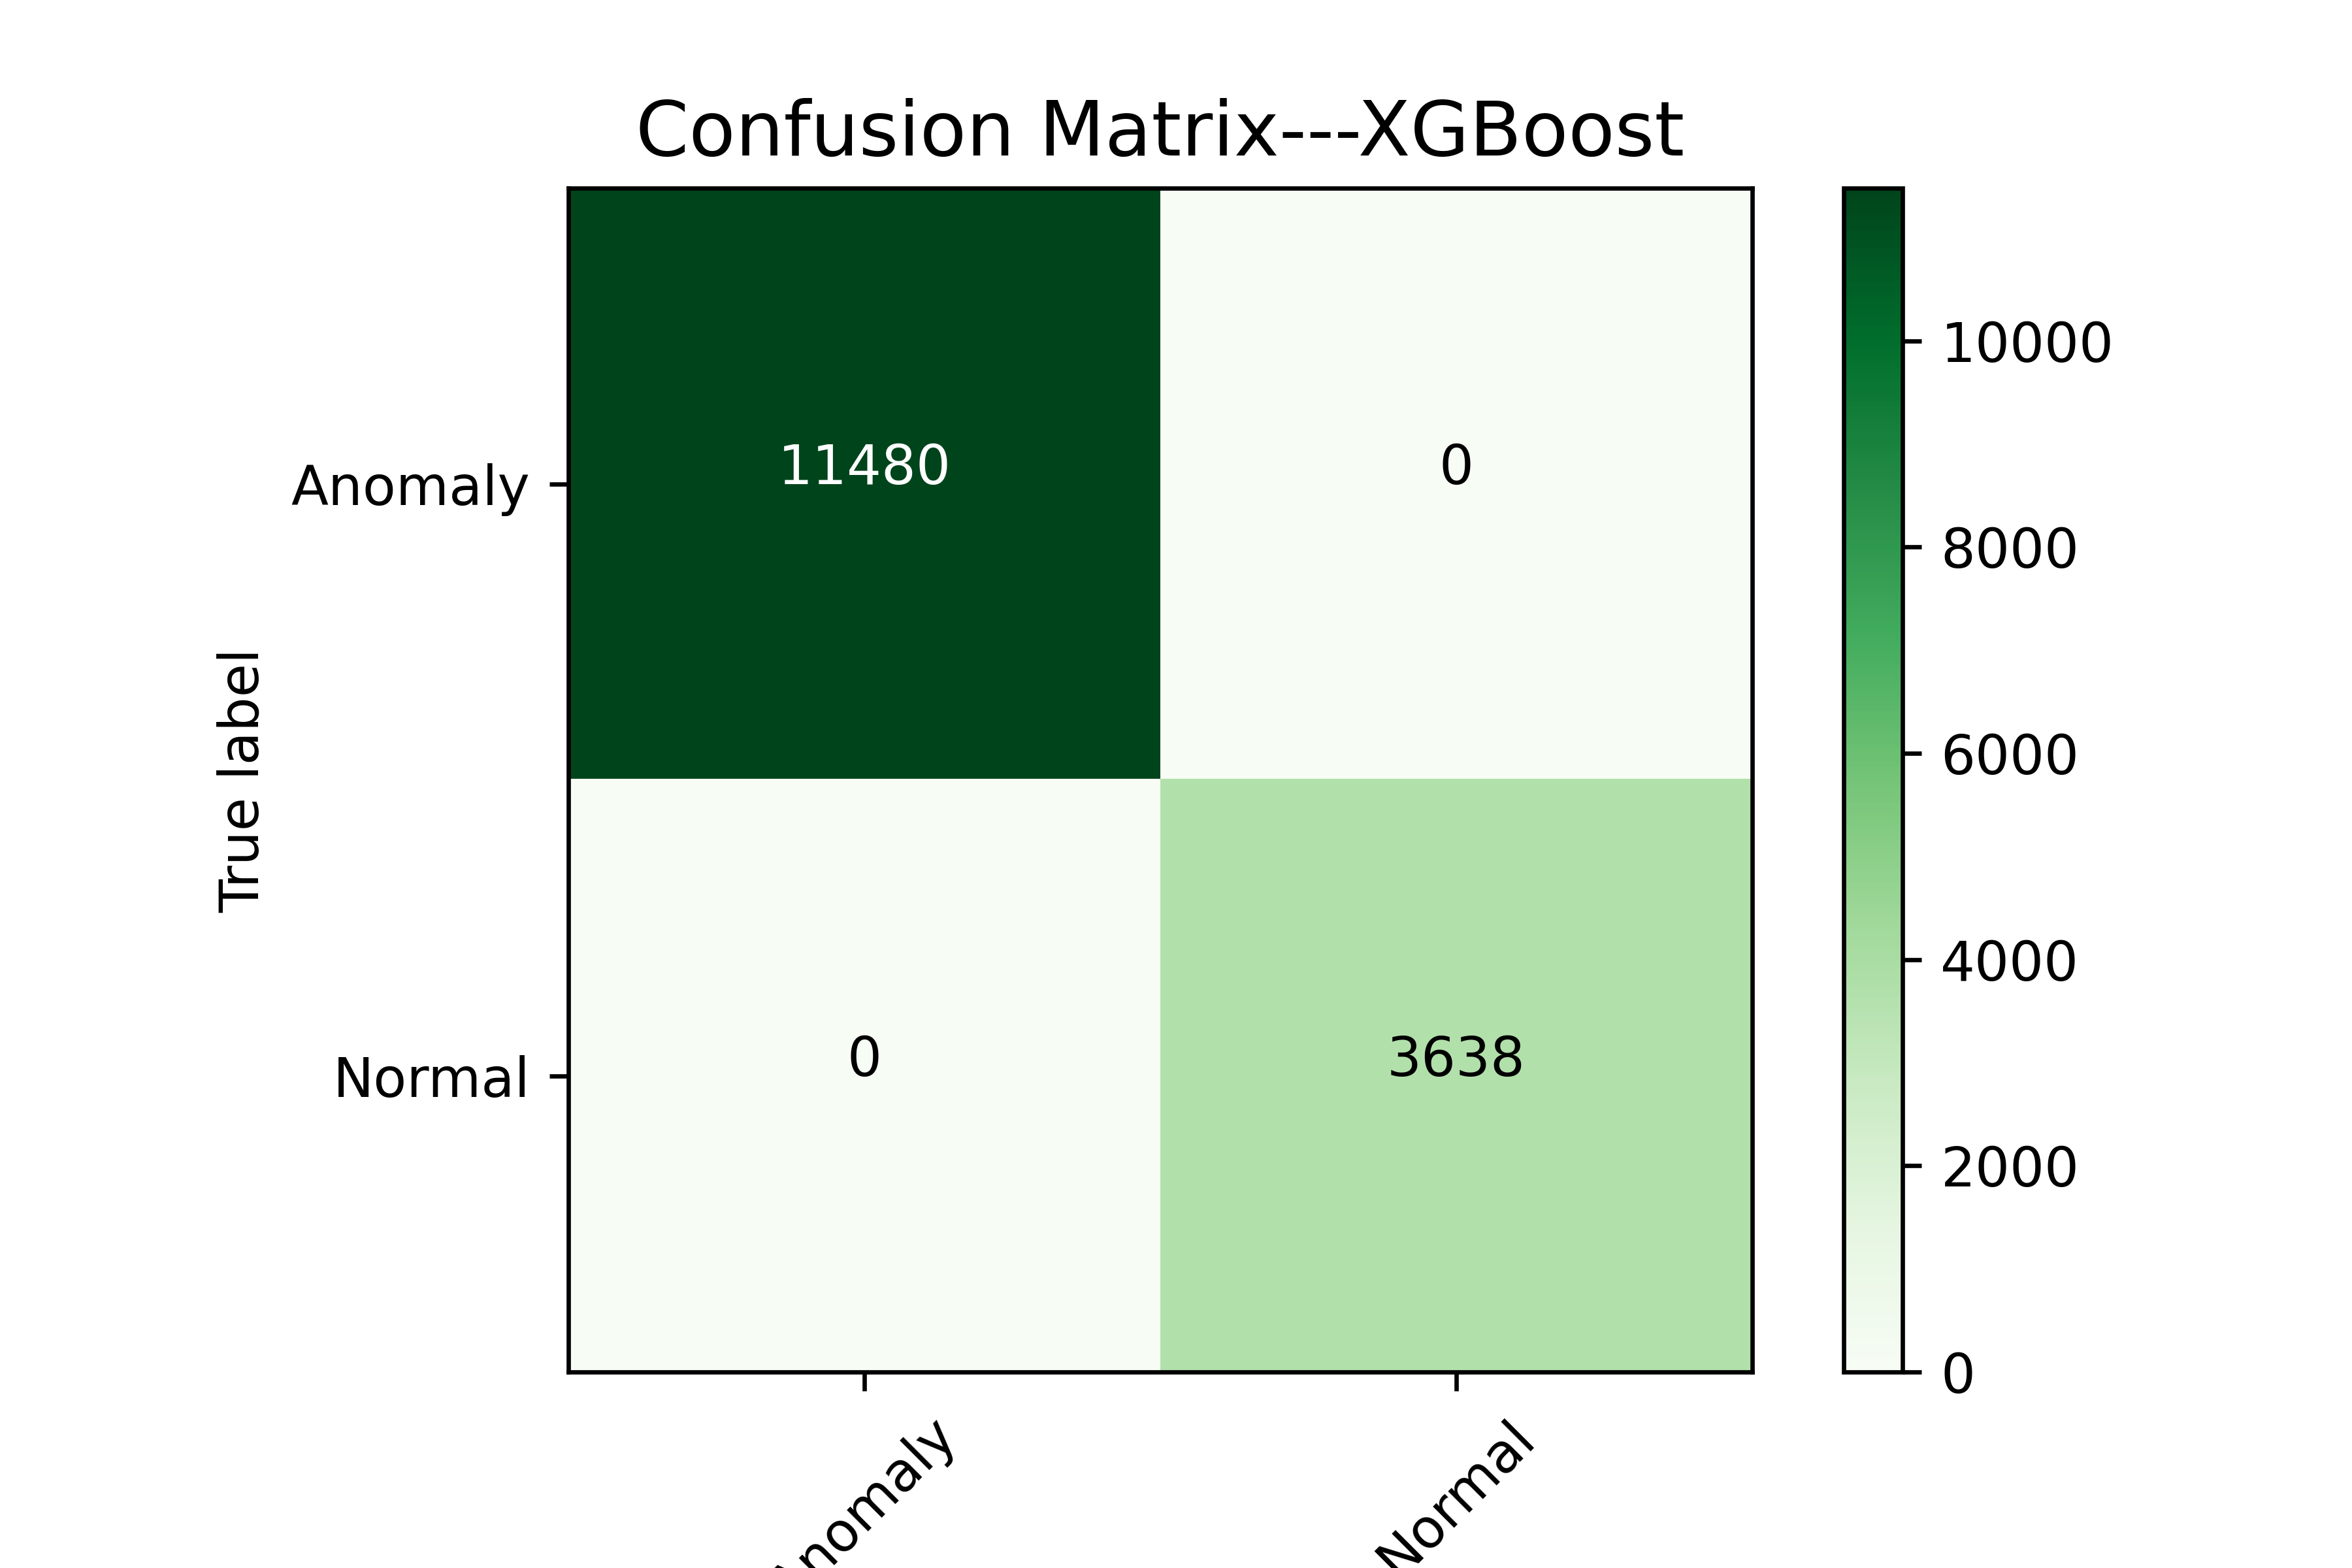 Confusion Matrix---XGBoost
11480
0
Anomaly
True label
Normal
0
3638
Normal
10000
8000
6000
4000
2000
0